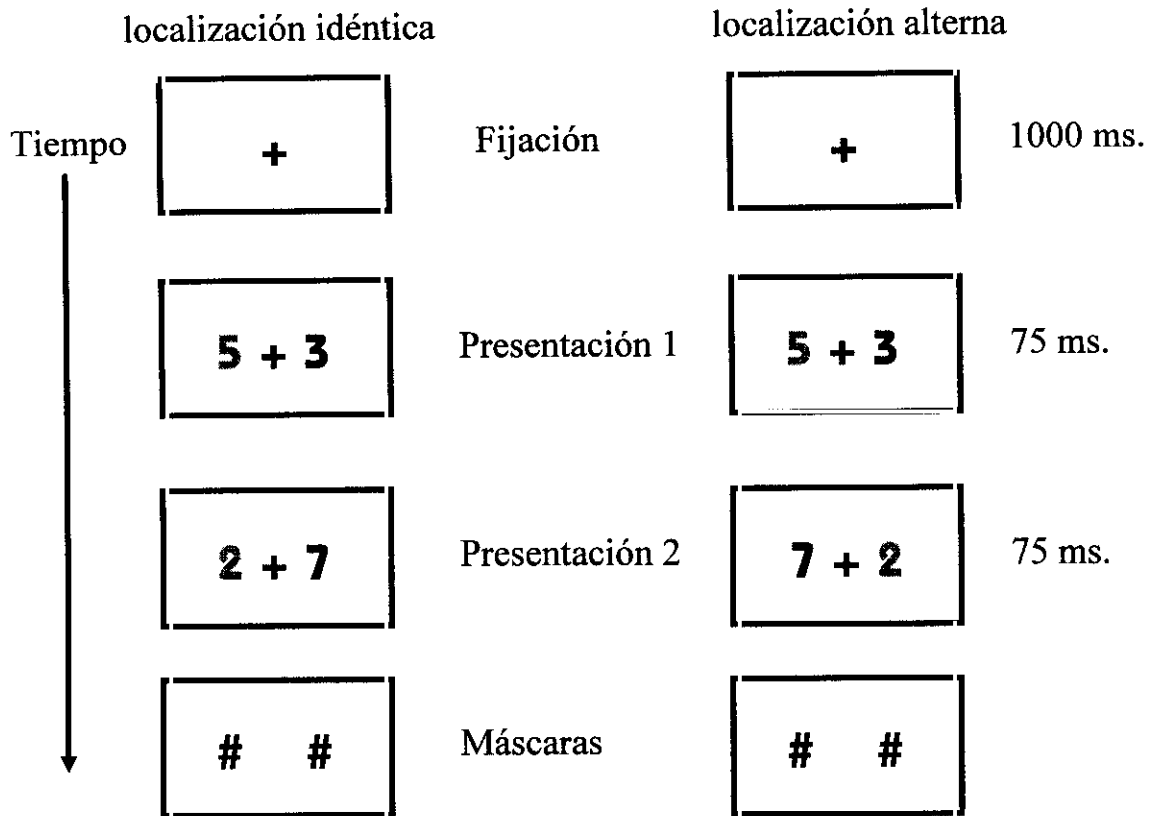 localización idéntica localización alterna
Tiempo + Fijación + 1000 ms.
5 + 3 Presentación 1 5 + 3 75 ms.
2 + 7 Presentación 2 7 + 2 75 ms.
# # Máscaras # #